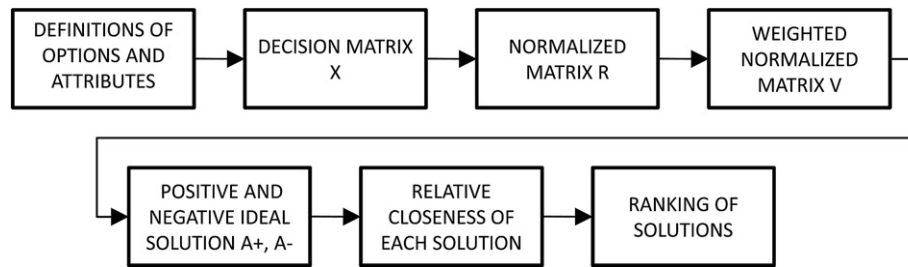 DEFINITIONS OF
OPTIONS AND
ATTRIBUTES
DECISION MATRIX
X
NORMALIZED
MATRIX R
WEIGHTED
NORMALIZED
MATRIX V
POSITIVE AND
NEGATIVE IDEAL
SOLUTION A+, A-
RELATIVE
CLOSENESS OF
EACH SOLUTION
RANKING OF
SOLUTIONS